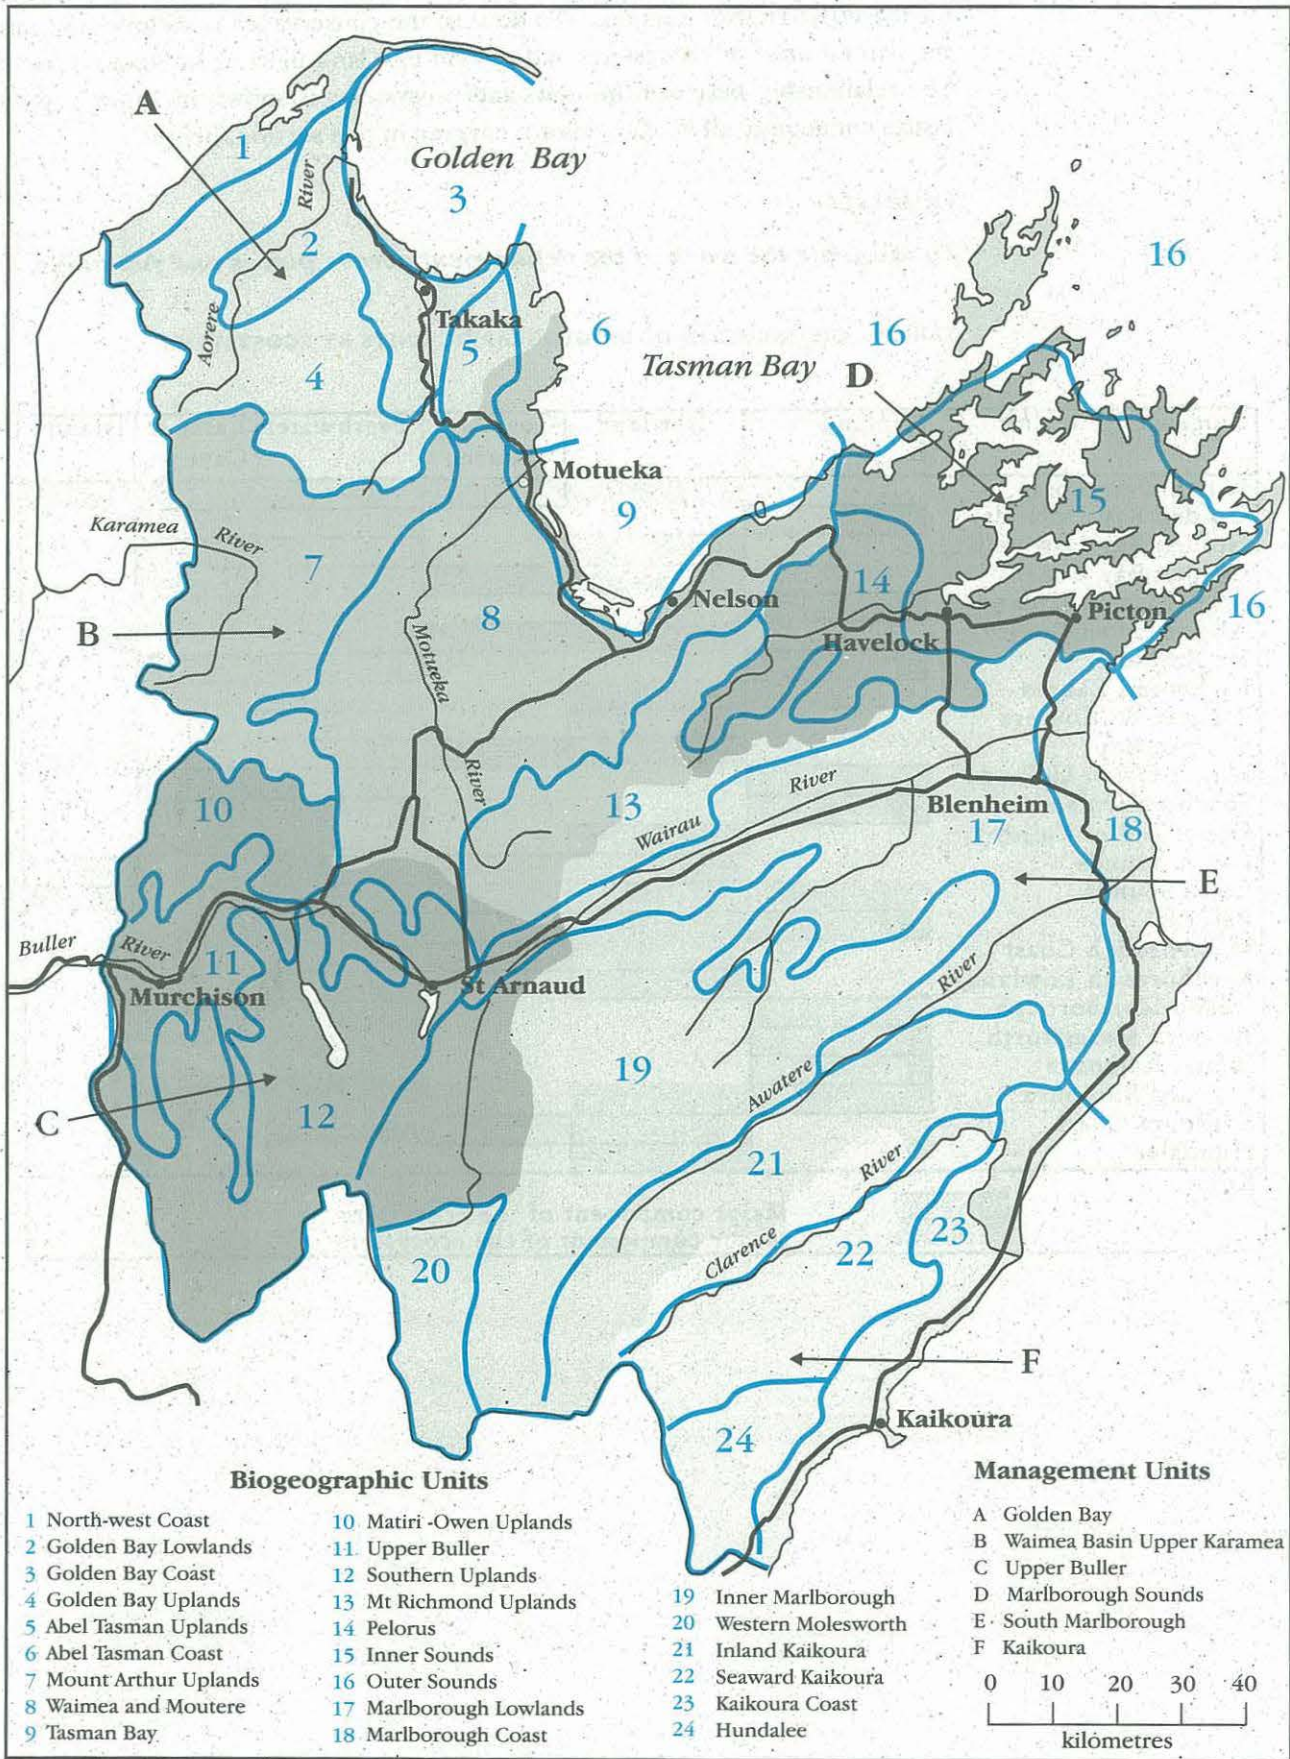 A
1
Golden Bay
3
River
2
16
Aorere
Takaka
6
16
5
Tasman Bay
D
4
Motueka
9
15
Karamea
River
7
14
Nelson
Picton
16
8
B
Havelock
Motueka
River
10
13
River
Wairau
Blenheim
17
18
E
Buller
River
11
River
Murchison
St Arnaud
19
Awatere
C
12
21
River
23
Clarence
22
20
F
Kaikoura
24
Biogeographic Units
1 North-west Coast
2 Golden Bay Lowlands
3 Golden Bay Coast
4 Golden Bay Uplands
5 Abel Tasman Uplands
6 Abel Tasman Coast
7 Mount Arthur Uplands
8 Waimea and Moutere
9 Tasman Bay
10 Matiri -Owen Uplands
11 Upper Buller
12 Southern Uplands
13 Mt Richmond Uplands
14 Pelorus
15 Inner Sounds
16 Outer Sounds
17 Marlborough Lowlands
18 Marlborough Coast
19 Inner Marlborough
20 Western Molesworth
21 Inland Kaikoura
22 Seaward Kaikoura
23 Kaikoura Coast
24 Hundalee
Management Units
A Golden Bay
B Waimea Basin Upper Karamea
C Upper Buller
D Marlborough Sounds
E South Marlborough
F Kaikoura
0 10 20 30 40
kilometres